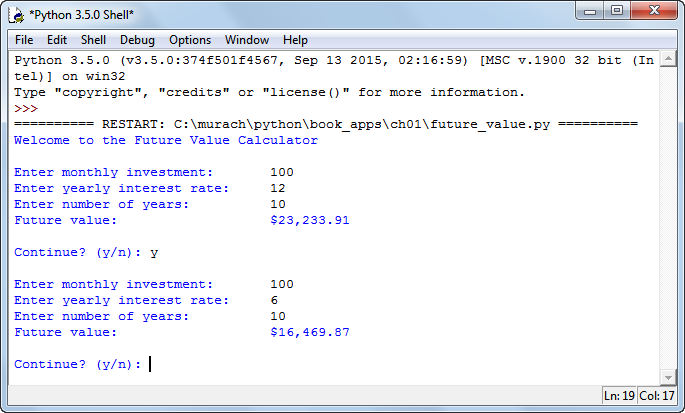 *Python 3.5.0 Shell*
File Edit Shell Debug Options Window Help
Python 3.5.0 (v3.5.0:374f501f4567, Sep 13 2015, 02:16:59) [MSC v.1900 32 bit (In
tel)] on win32
Type "copyright", "credits" or "license()" for more information.
>>>
========== RESTART: C:\murach\python\book_apps\ch01\future_value.py ==========
Welcome to the Future Value Calculator
Enter monthly investment: 100
Enter yearly interest rate: 12
Enter number of years: 10
Future value: $23,233.91
Continue? (y/n): y
Enter monthly investment: 100
Enter yearly interest rate: 6
Enter number of years: 10
Future value: $16,469.87
Continue? (y/n):
Ln: 19 Col: 17